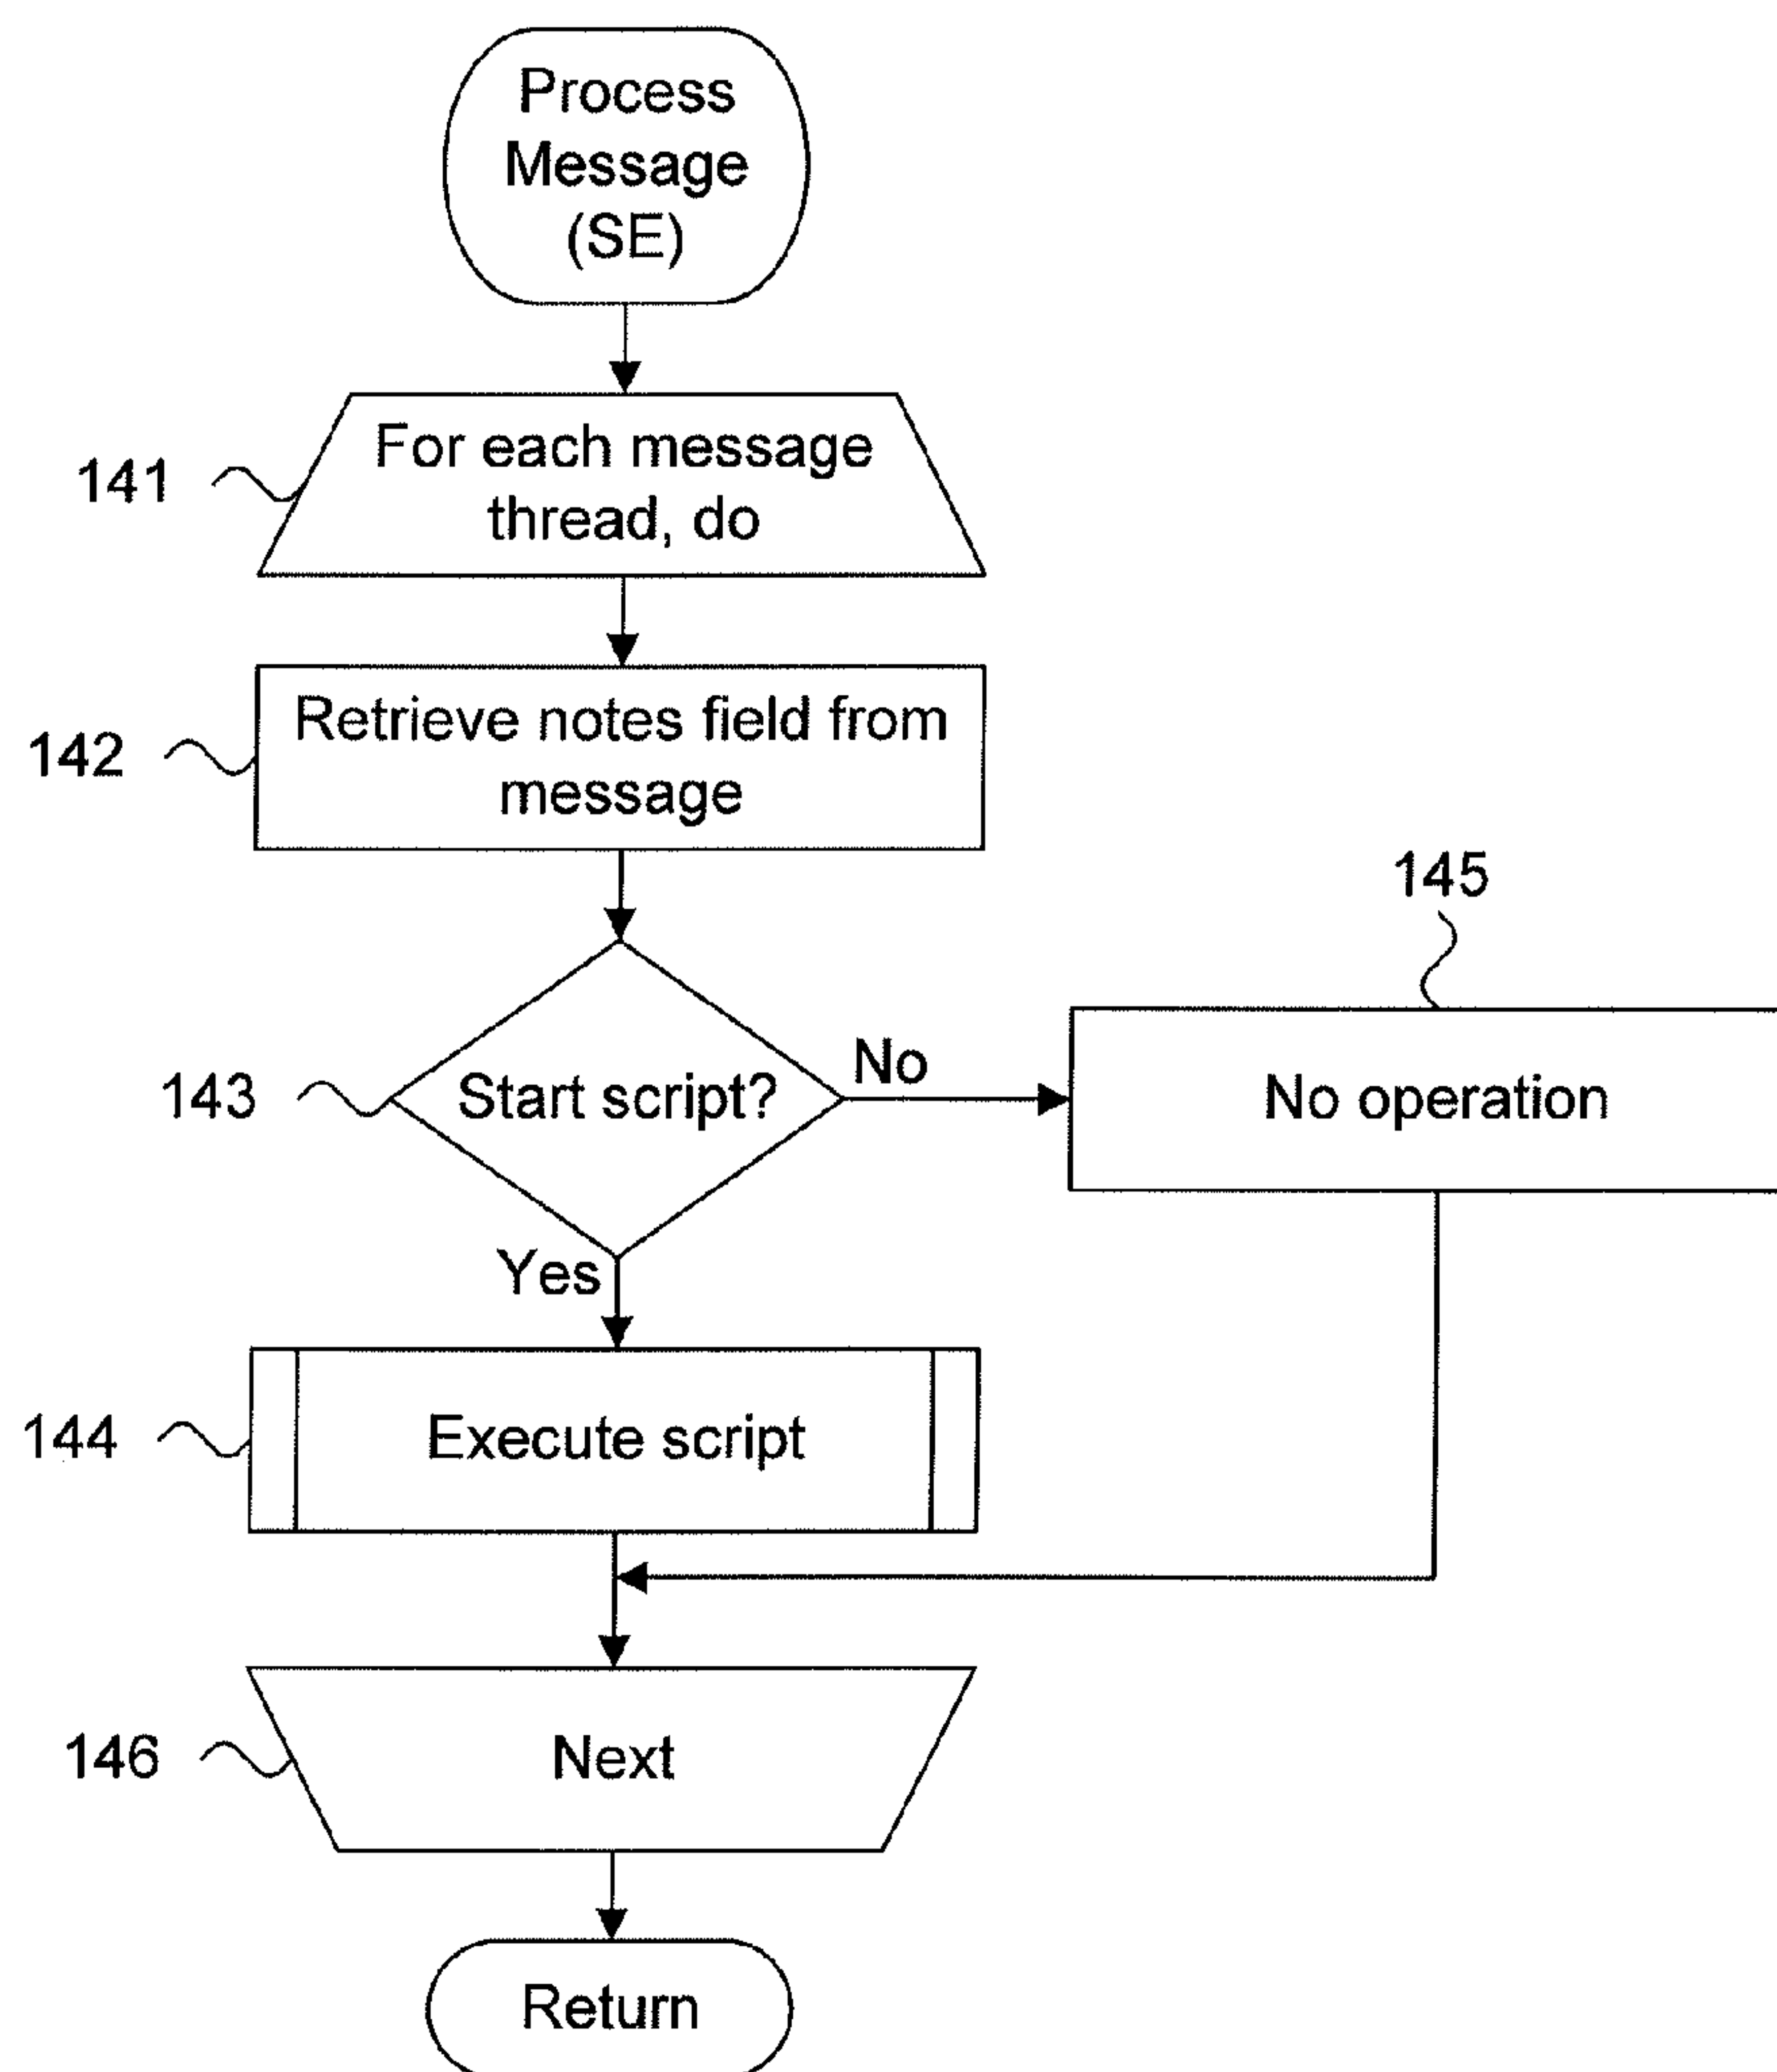 Process
Message
(SE)
141
For each message
thread, do
142
Retrieve notes field from
message
145
143
Start script?
No
No operation
Yes
144
Execute script
146
Next
Return